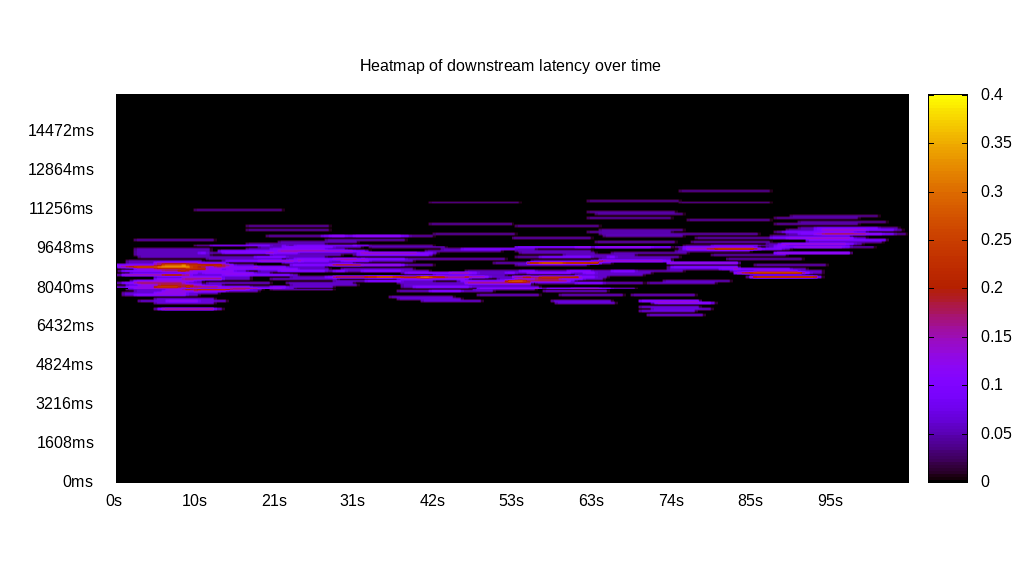 Heatmap of downstream latency over time
14472ms
12864ms
11256ms
9648ms
8040ms
6432ms
4824ms
3216ms
1608ms
0ms
0s 10s 21s 31s 42s 53s 63s 74s 85s 95s
0.4
0.35
0.3
0.25
0.2
0.15
0.1
0.05
0